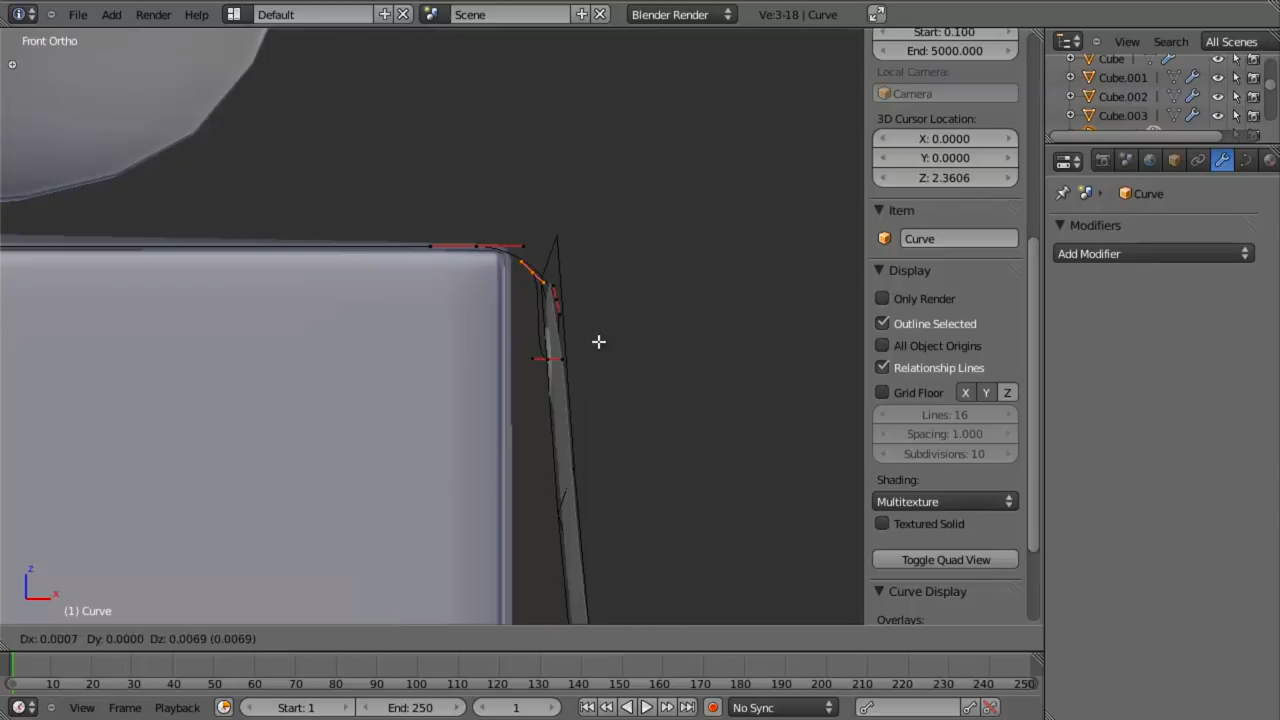 File Add Render Help Default Scene Blender Render Ve:3-18 | Curve
Front Ortho
Start: 0.100
End: 5000.000
Local Camera:
Camera
3D Cursor Location:
X: 0.0000
Y: 0.0000
Z: 2.3606
Item
Curve
Display
Only Render
Outline Selected
All Object Origins
Relationship Lines
Grid Floor X Y Z
Lines: 16
Spacing: 1.000
Subdivisions: 10
Shading:
Multitexture
Textured Solid
Toggle Quad View
Curve Display
Overlays:
View Search All Scenes
Cube
Cube.001
Cube.002
Cube.003
Curve
Modifiers
Add Modifier
z
x
(1) Curve
Dx: 0.0007 Dy: 0.0000 Dz: 0.0069 (0.0069)
10 20 30 40 50 60 70 80 90 100 110 120 130 140 150 160 170 180 190 200 210 220 230 240 250
View Frame Playback Start: 1 End: 250 1 No Sync